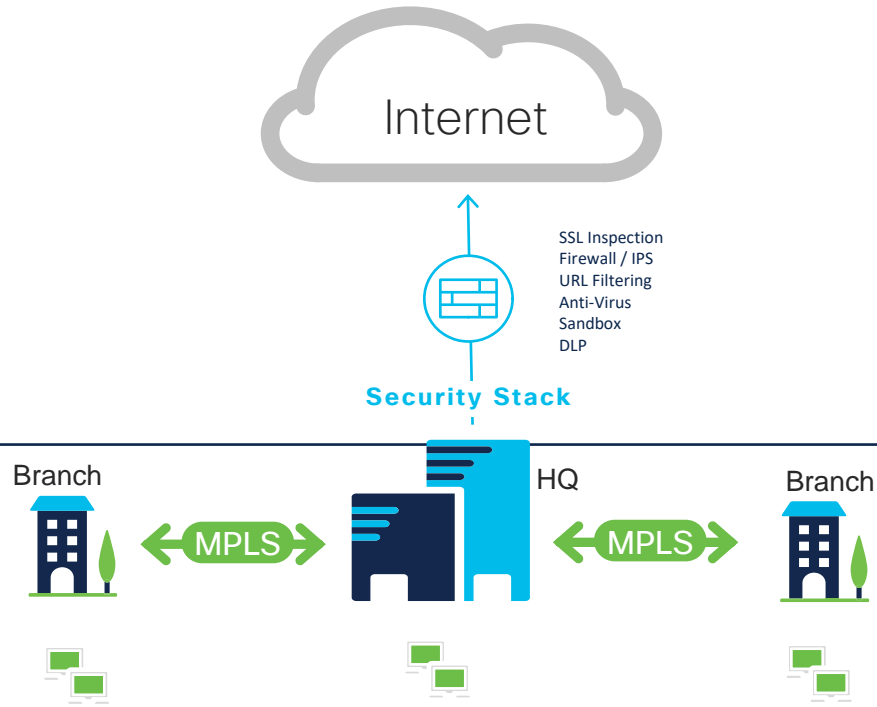 Internet
SSL Inspection
Firewall / IPS
URL Filtering
Anti-Virus
Sandbox
DLP
Security Stack
Branch
HQ
Branch
MPLS
MPLS